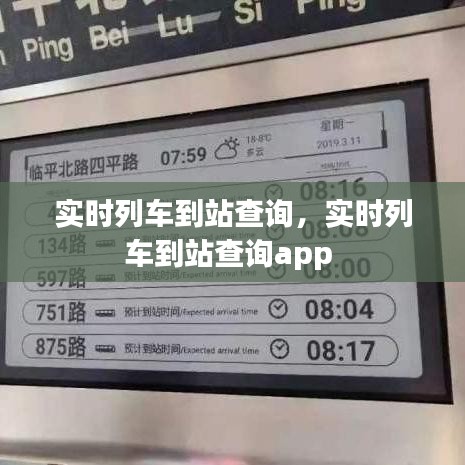 Ping Bei Lu Si Ping
临平北路四平路 07:59 18-8℃ 多云 星期一 2019.3.11
08:16
实时列车到站查询，实时列
134路 08:08
车到站查询app
597路 08:00
751路 预计到站时间/Expected arrival time 08:04
875路 预计到站时间/Expected arrival time 08:17